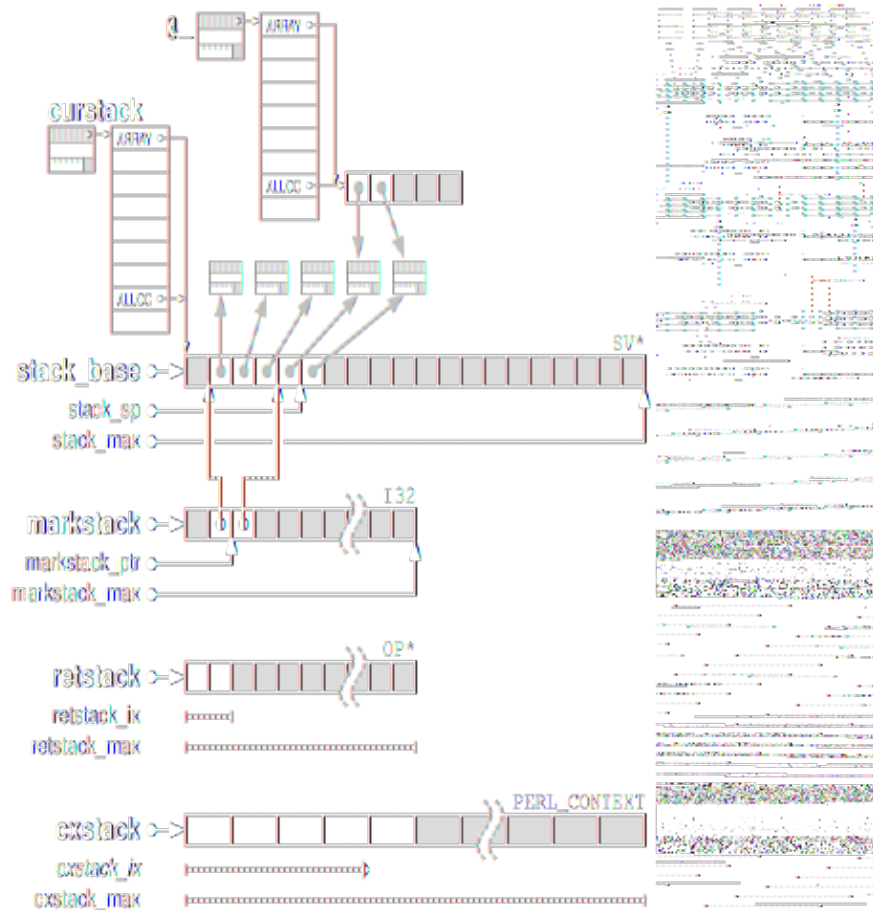 a
ARRAY
curstack
ARRAY
ALLOC
ALLOC
SV*
stack_base
stack_sp
stack_max
I32
markstack
markstack_ptr
markstack_max
OP*
retstack
retstack_ix
retstack_max
PERL_CONTEXT
cxstack
cxstack_ix
cxstack_max